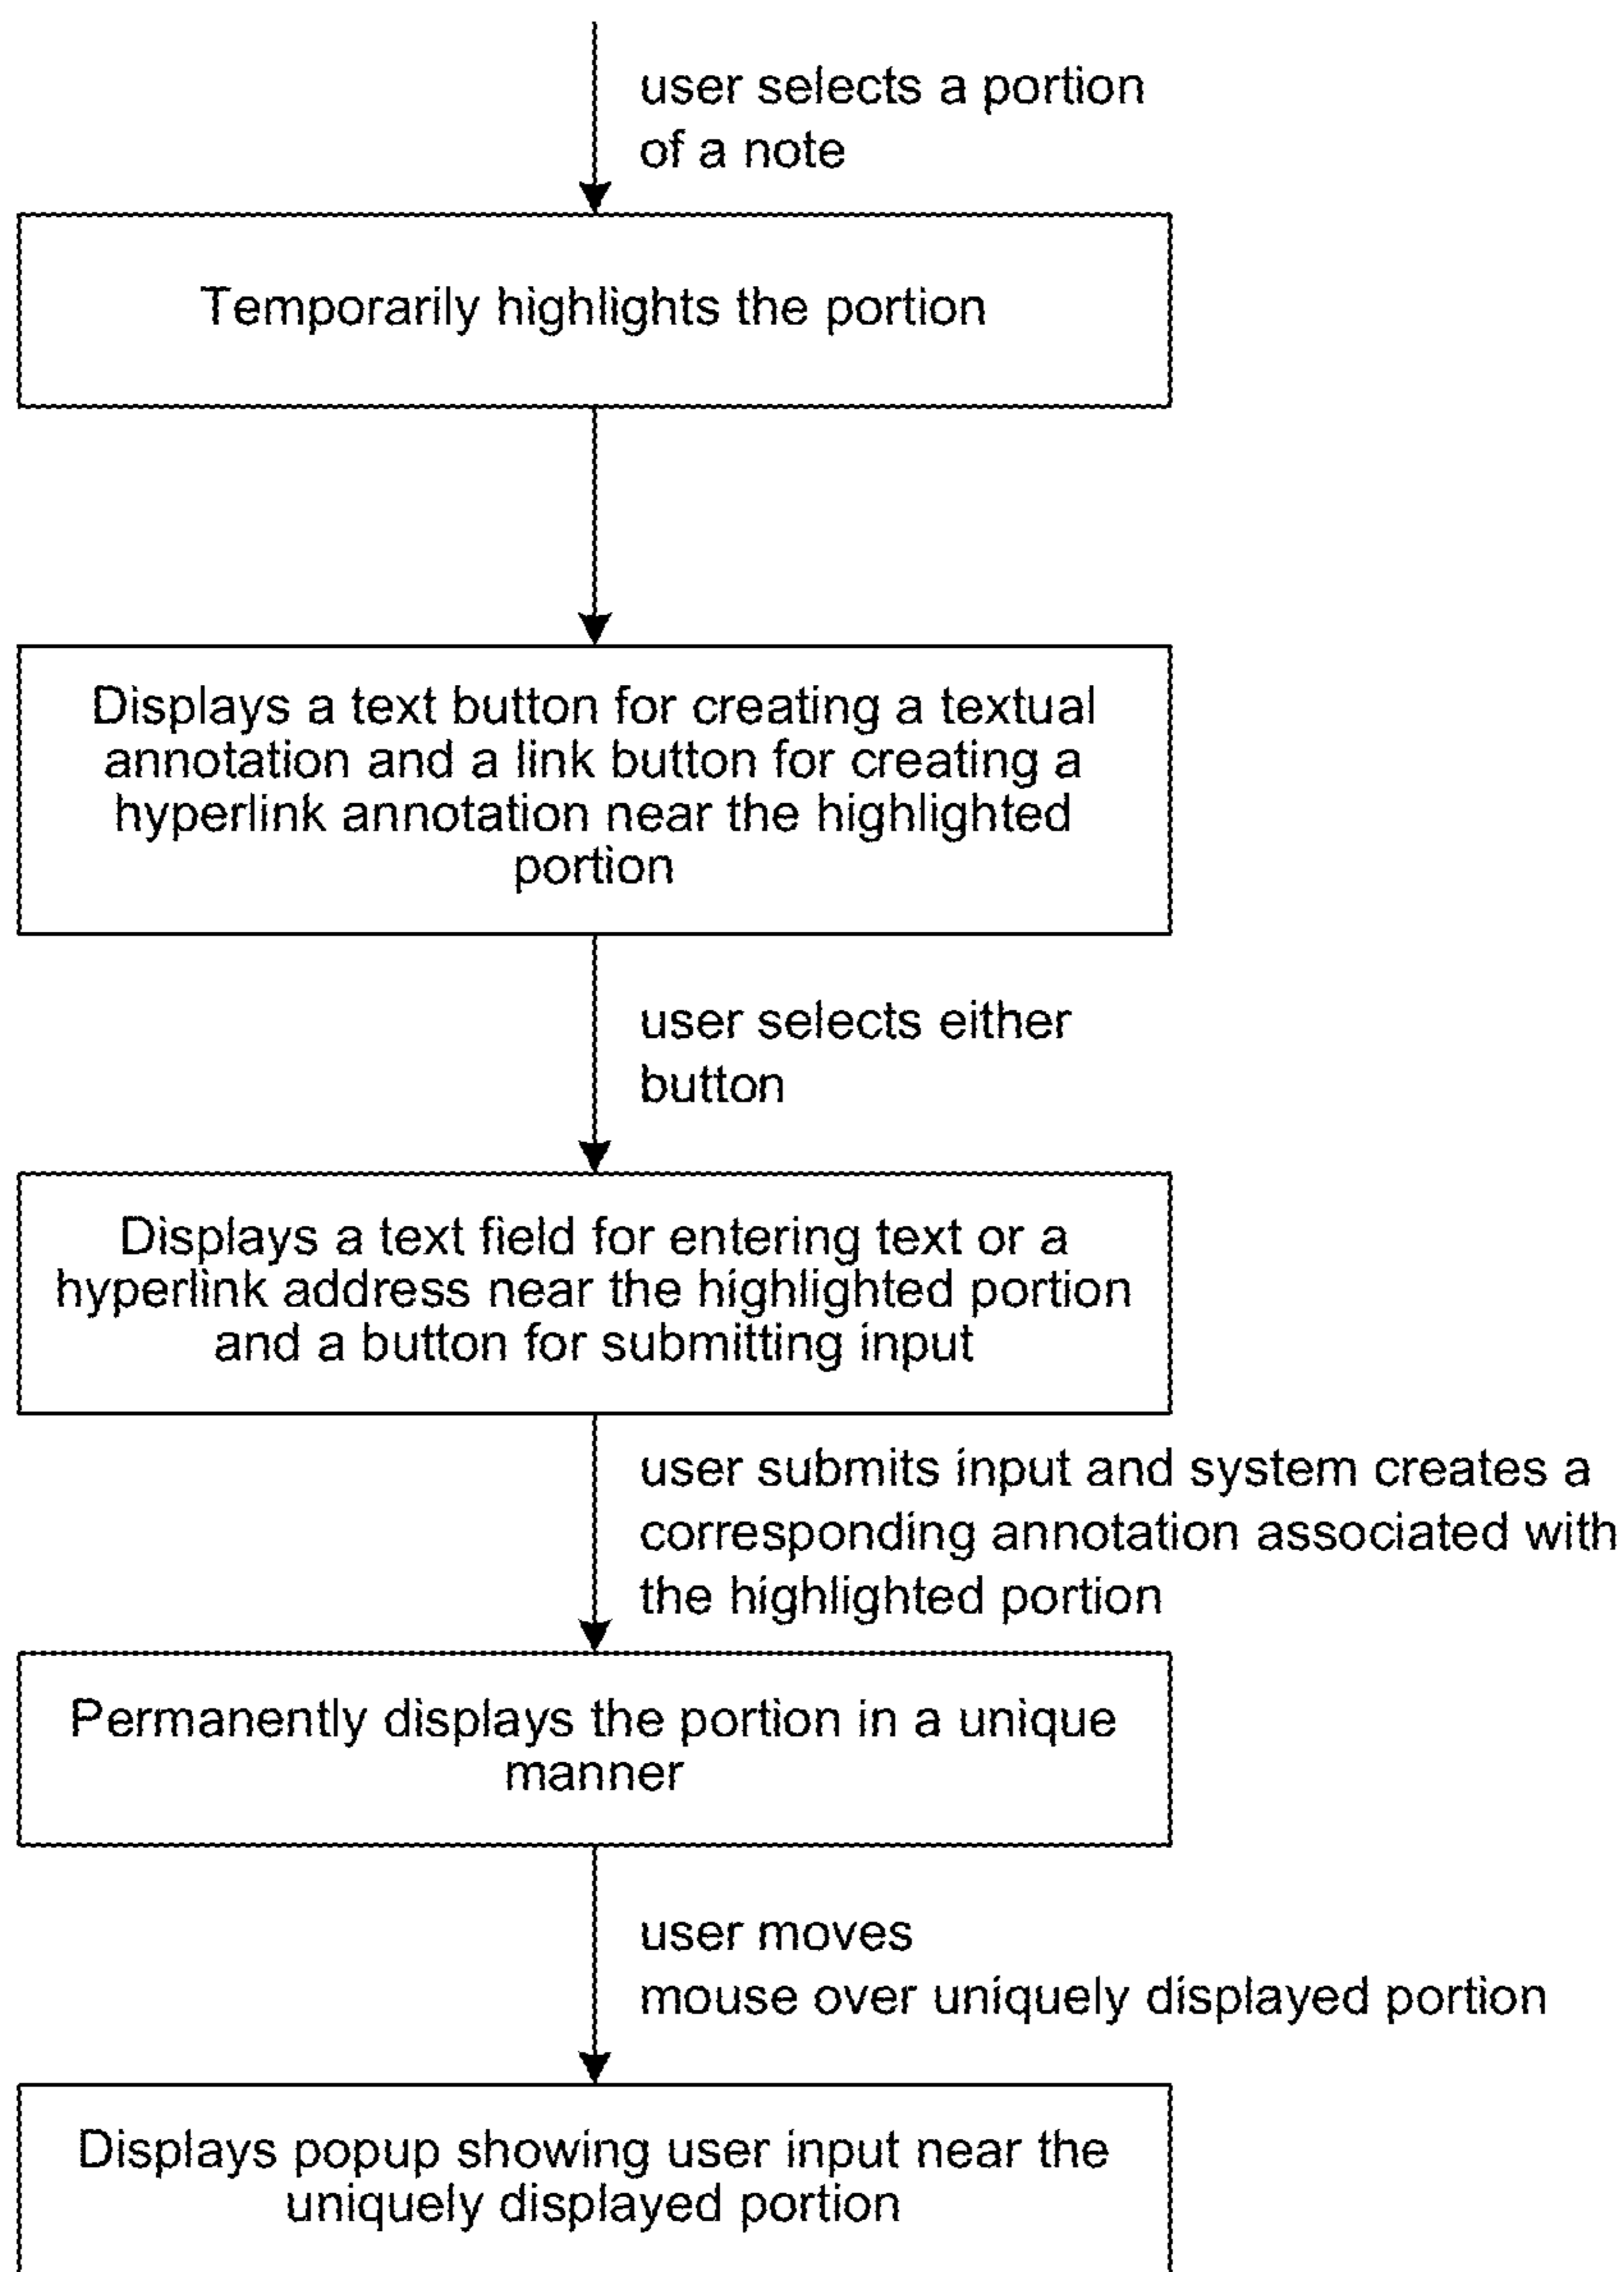 user selects a portion
of a note
Temporarily highlights the portion
Displays a text button for creating a textual
annotation and a link button for creating a
hyperlink annotation near the highlighted
portion
user selects either
button
Displays a text field for entering text or a
hyperlink address near the highlighted portion
and a button for submitting input
user submits input and system creates a
corresponding annotation associated with
the highlighted portion
Permanently displays the portion in a unique
manner
user moves
mouse over uniquely displayed portion
Displays popup showing user input near the
uniquely displayed portion